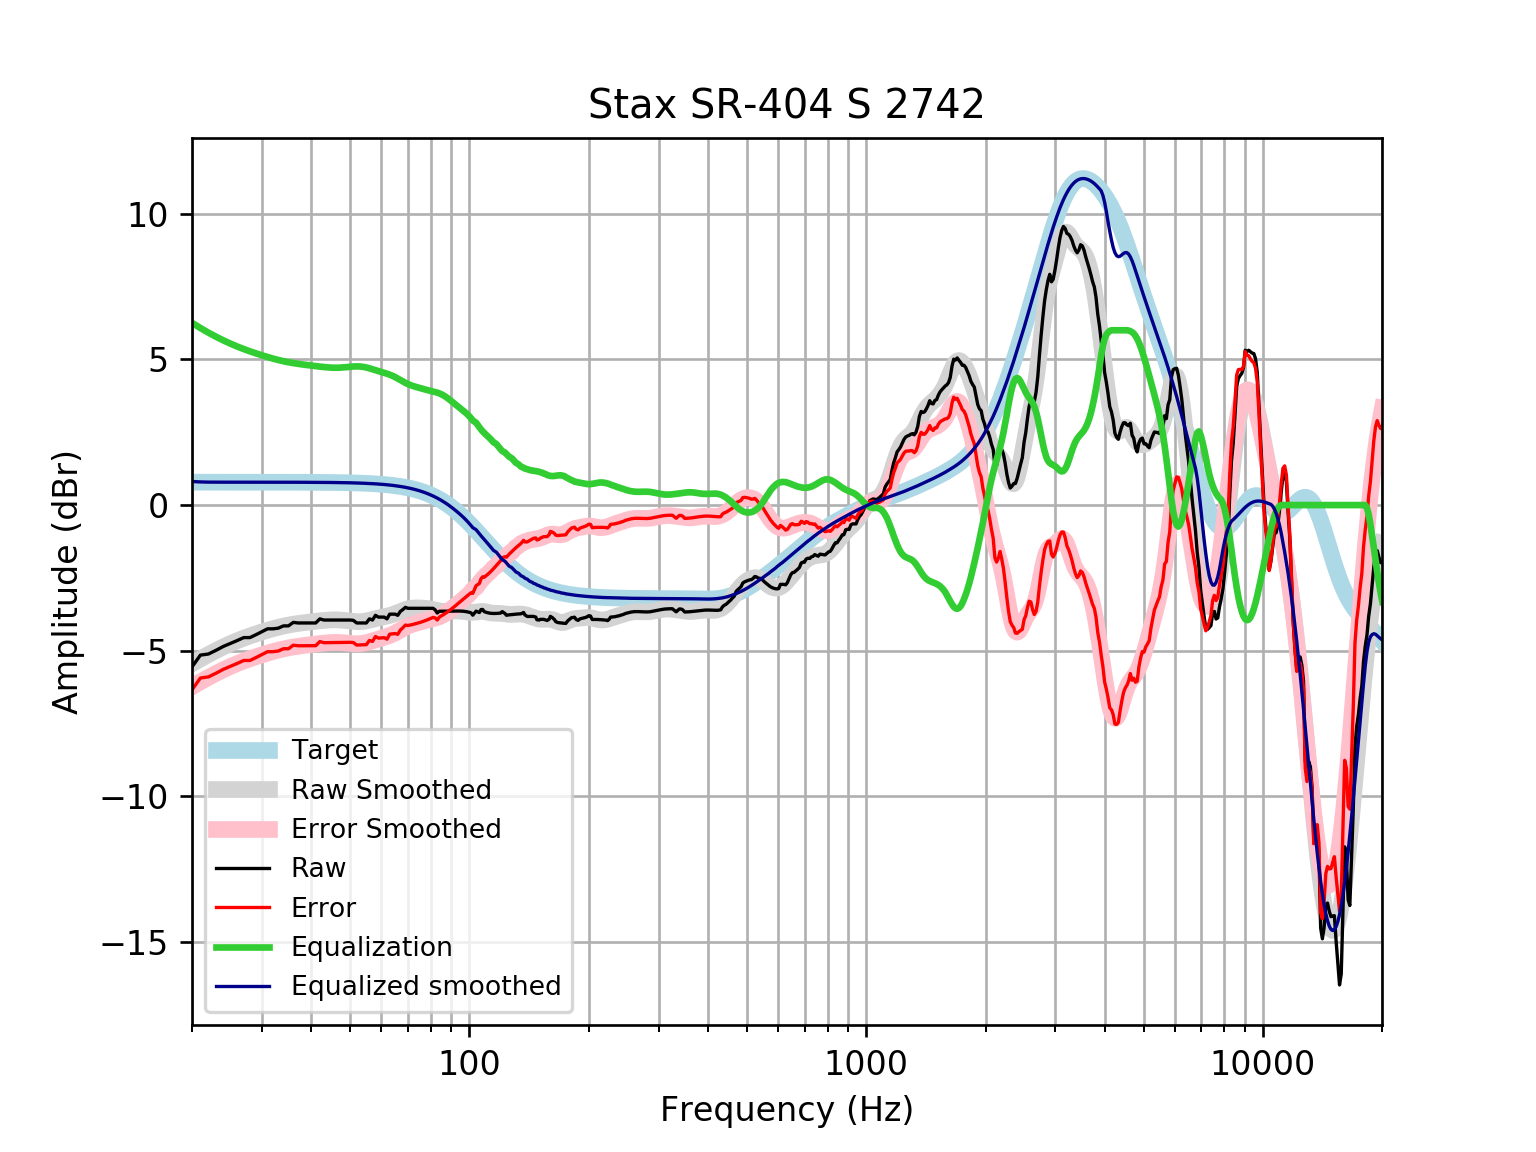 Stax SR-404 S 2742
Amplitude (dBr)
10
5
0
−5
−10
−15
Target
Raw Smoothed
Error Smoothed
Raw
Error
Equalization
Equalized smoothed
100
1000
10000
Frequency (Hz)